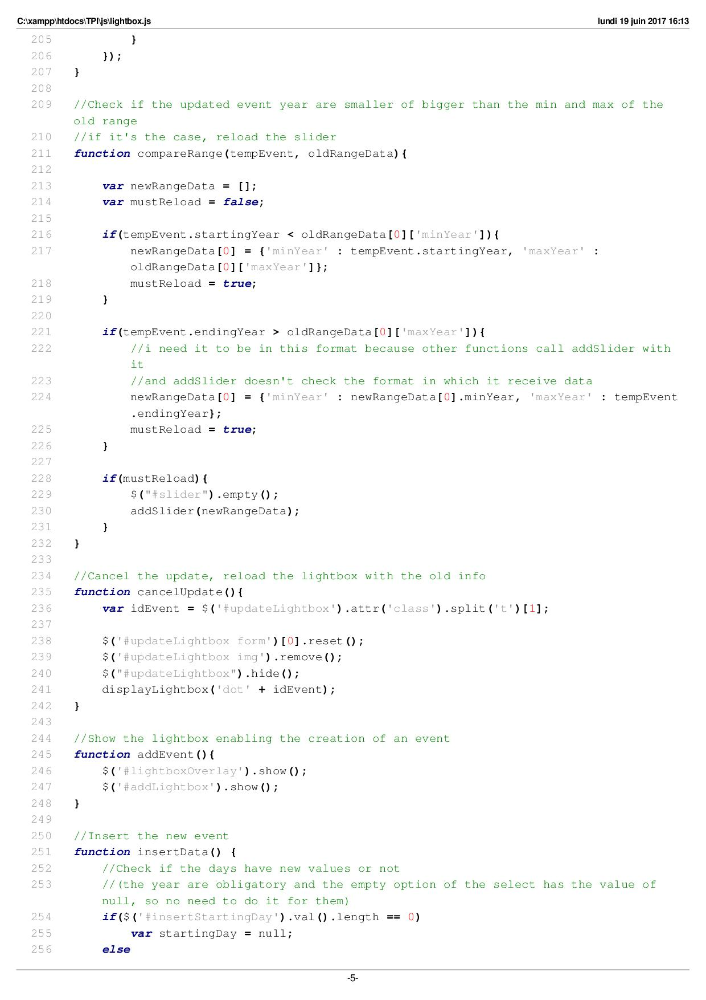 C:\xampp\htdocs\TPI\js\lightbox.js lundi 19 juin 2017 16:13
205 }
206 });
207 }
208
209 //Check if the updated event year are smaller of bigger than the min and max of the
old range
210 //if it's the case, reload the slider
211 function compareRange(tempEvent, oldRangeData){
212
213 var newRangeData = [];
214 var mustReload = false;
215
216 if(tempEvent.startingYear < oldRangeData[0]['minYear']){
217 newRangeData[0] = {'minYear' : tempEvent.startingYear, 'maxYear' :
oldRangeData[0]['maxYear']};
218 mustReload = true;
219 }
220
221 if(tempEvent.endingYear > oldRangeData[0]['maxYear']){
222 //i need it to be in this format because other functions call addSlider with
it
223 //and addSlider doesn't check the format in which it receive data
224 newRangeData[0] = {'minYear' : newRangeData[0].minYear, 'maxYear' : tempEvent
.endingYear};
225 mustReload = true;
226 }
227
228 if(mustReload){
229 $("#slider").empty();
230 addSlider(newRangeData);
231 }
232 }
233
234 //Cancel the update, reload the lightbox with the old info
235 function cancelUpdate(){
236 var idEvent = $('#updateLightbox').attr('class').split('t')[1];
237
238 $('#updateLightbox form')[0].reset();
239 $('#updateLightbox img').remove();
240 $("#updateLightbox").hide();
241 displayLightbox('dot' + idEvent);
242 }
243
244 //Show the lightbox enabling the creation of an event
245 function addEvent(){
246 $('#lightboxOverlay').show();
247 $('#addLightbox').show();
248 }
249
250 //Insert the new event
251 function insertData() {
252 //Check if the days have new values or not
253 //(the year are obligatory and the empty option of the select has the value of
null, so no need to do it for them)
254 if($('#insertStartingDay').val().length == 0)
255 var startingDay = null;
256 else
-5-